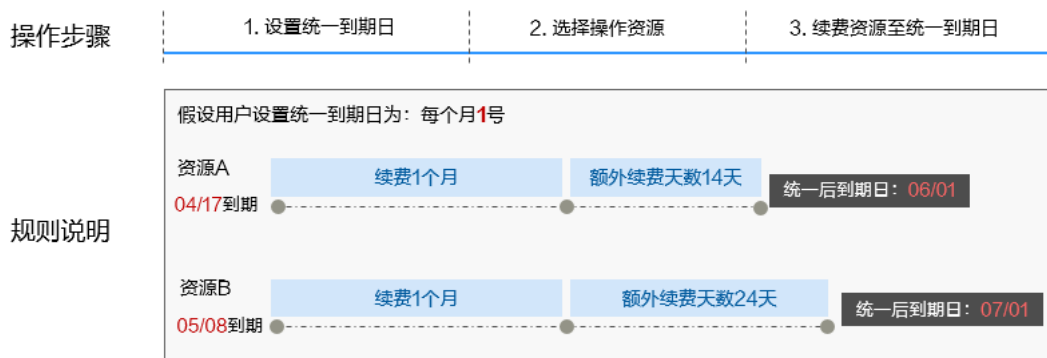 操作步骤
1. 设置统一到期日
2. 选择操作资源
3. 续费资源至统一到期日
规则说明
假设用户设置统一到期日为：每个月1号
资源A
04/17到期
续费1个月
额外续费天数14天
统一后到期日：06/01
资源B
05/08到期
续费1个月
额外续费天数24天
统一后到期日：07/01